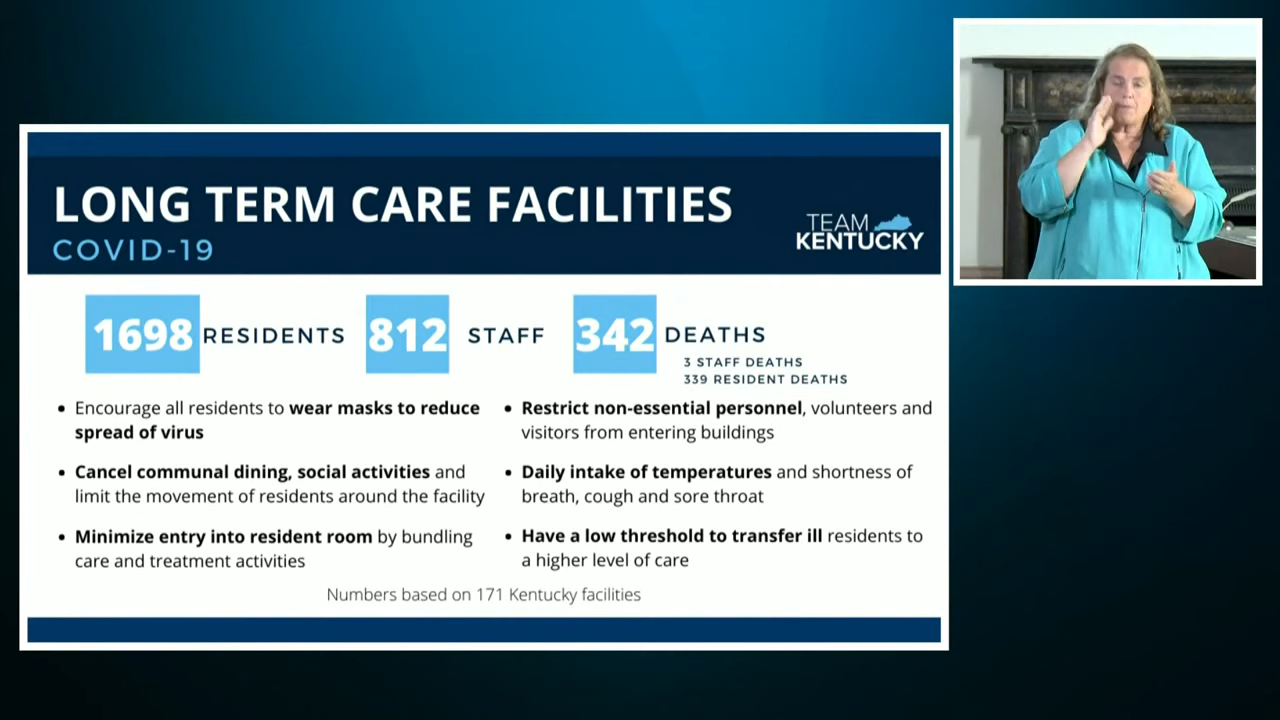 LONG TERM CARE FACILITIES
COVID-19
TEAM
KENTUCKY
1698 RESIDENTS 812 STAFF 342 DEATHS
3 STAFF DEATHS
339 RESIDENT DEATHS
• Encourage all residents to wear masks to reduce
spread of virus
• Cancel communal dining, social activities and
limit the movement of residents around the facility
• Minimize entry into resident room by bundling
care and treatment activities
• Restrict non-essential personnel, volunteers and
visitors from entering buildings
• Daily intake of temperatures and shortness of
breath, cough and sore throat
• Have a low threshold to transfer ill residents to
a higher level of care
Numbers based on 171 Kentucky facilities